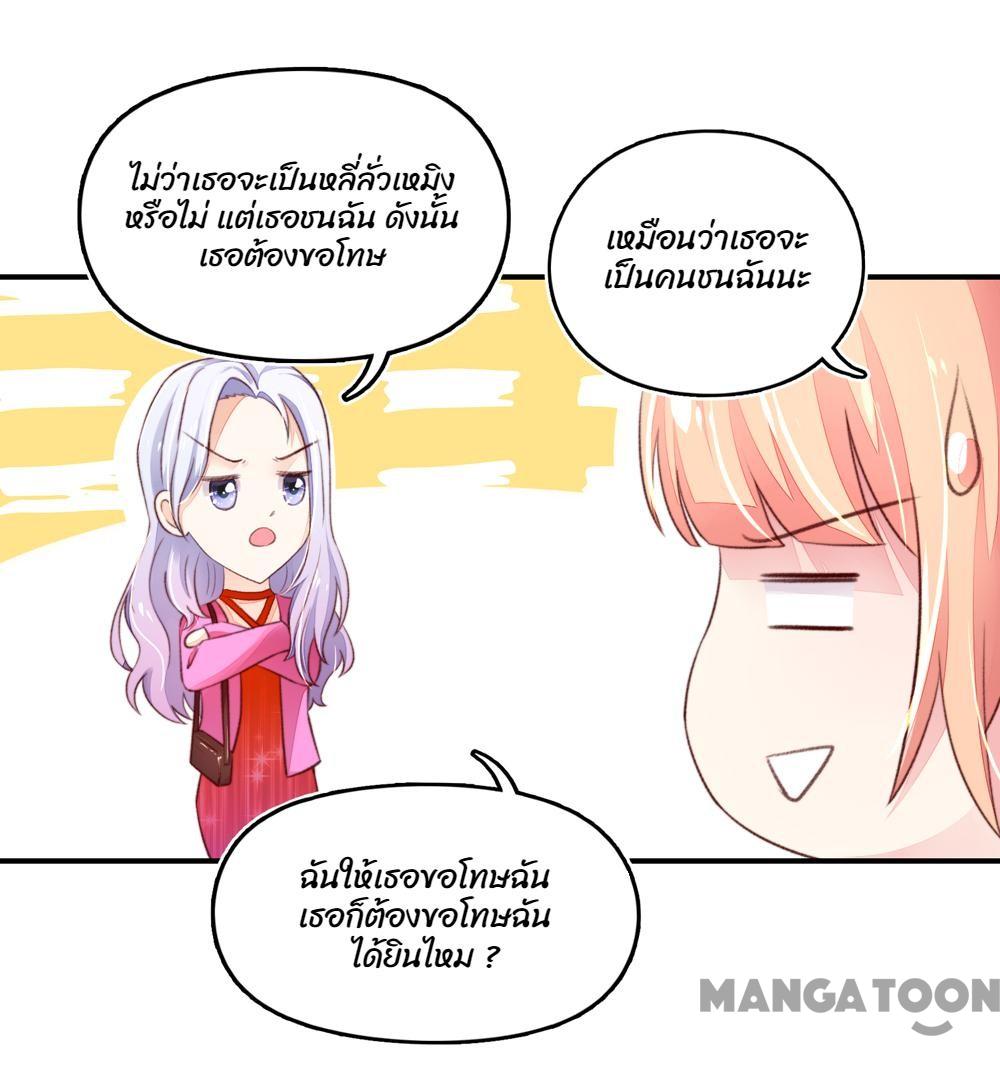 ไม่ว่าเธอจะเป็นหลี่ลั่วเหมิง
หรือไม่ แต่เธอชนฉัน ดังนั้น
เธอต้องขอโทษ
เหมือนว่าเธอจะ
เป็นคนชนฉันนะ
ฉันให้เธอขอโทษฉัน
เธอก็ต้องขอโทษฉัน
ได้ยินไหม ?
MANGATOON